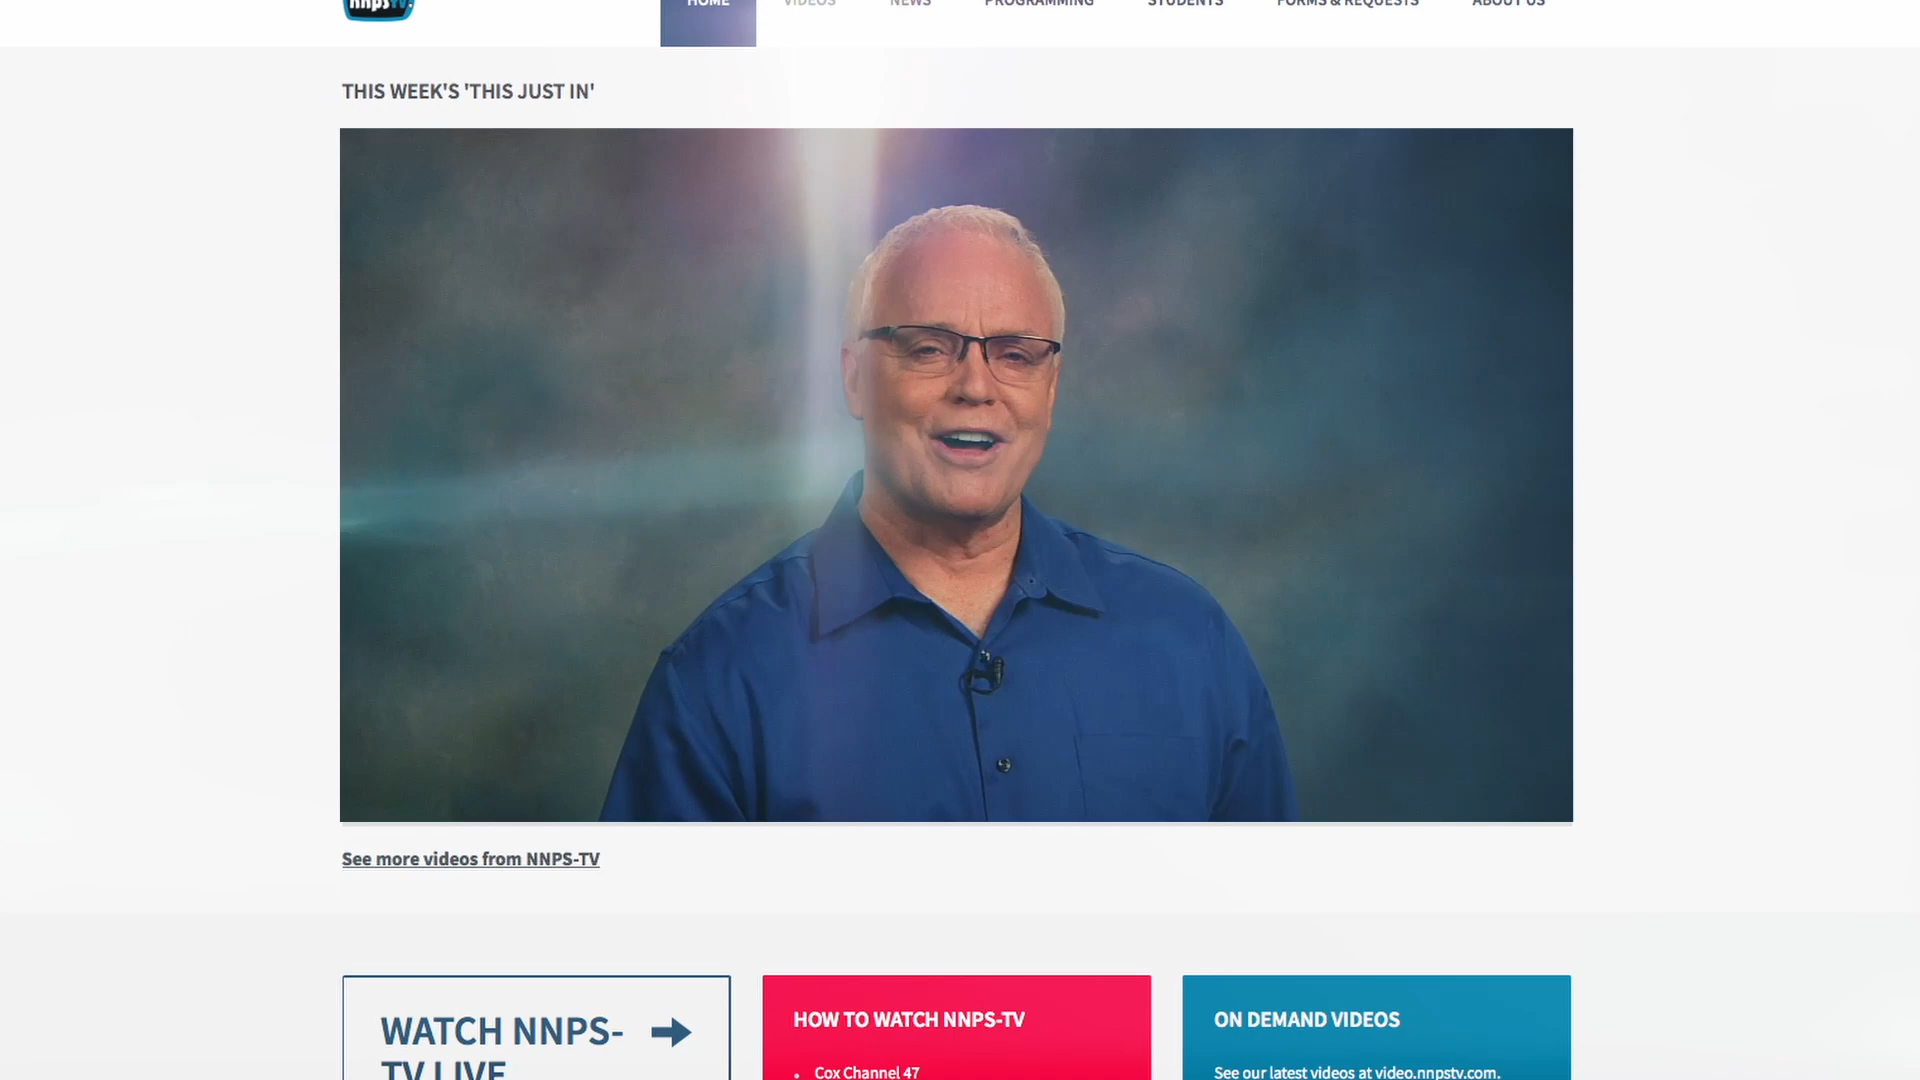 nnpsTV.
HOME VIDEOS NEWS PROGRAMMING STUDENTS FORMS & REQUESTS ABOUT US
THIS WEEK'S 'THIS JUST IN'
See more videos from NNPS-TV
WATCH NNPS-
TV LIVE
HOW TO WATCH NNPS-TV
• Cox Channel 47
ON DEMAND VIDEOS
See our latest videos at video.nnpstv.com.